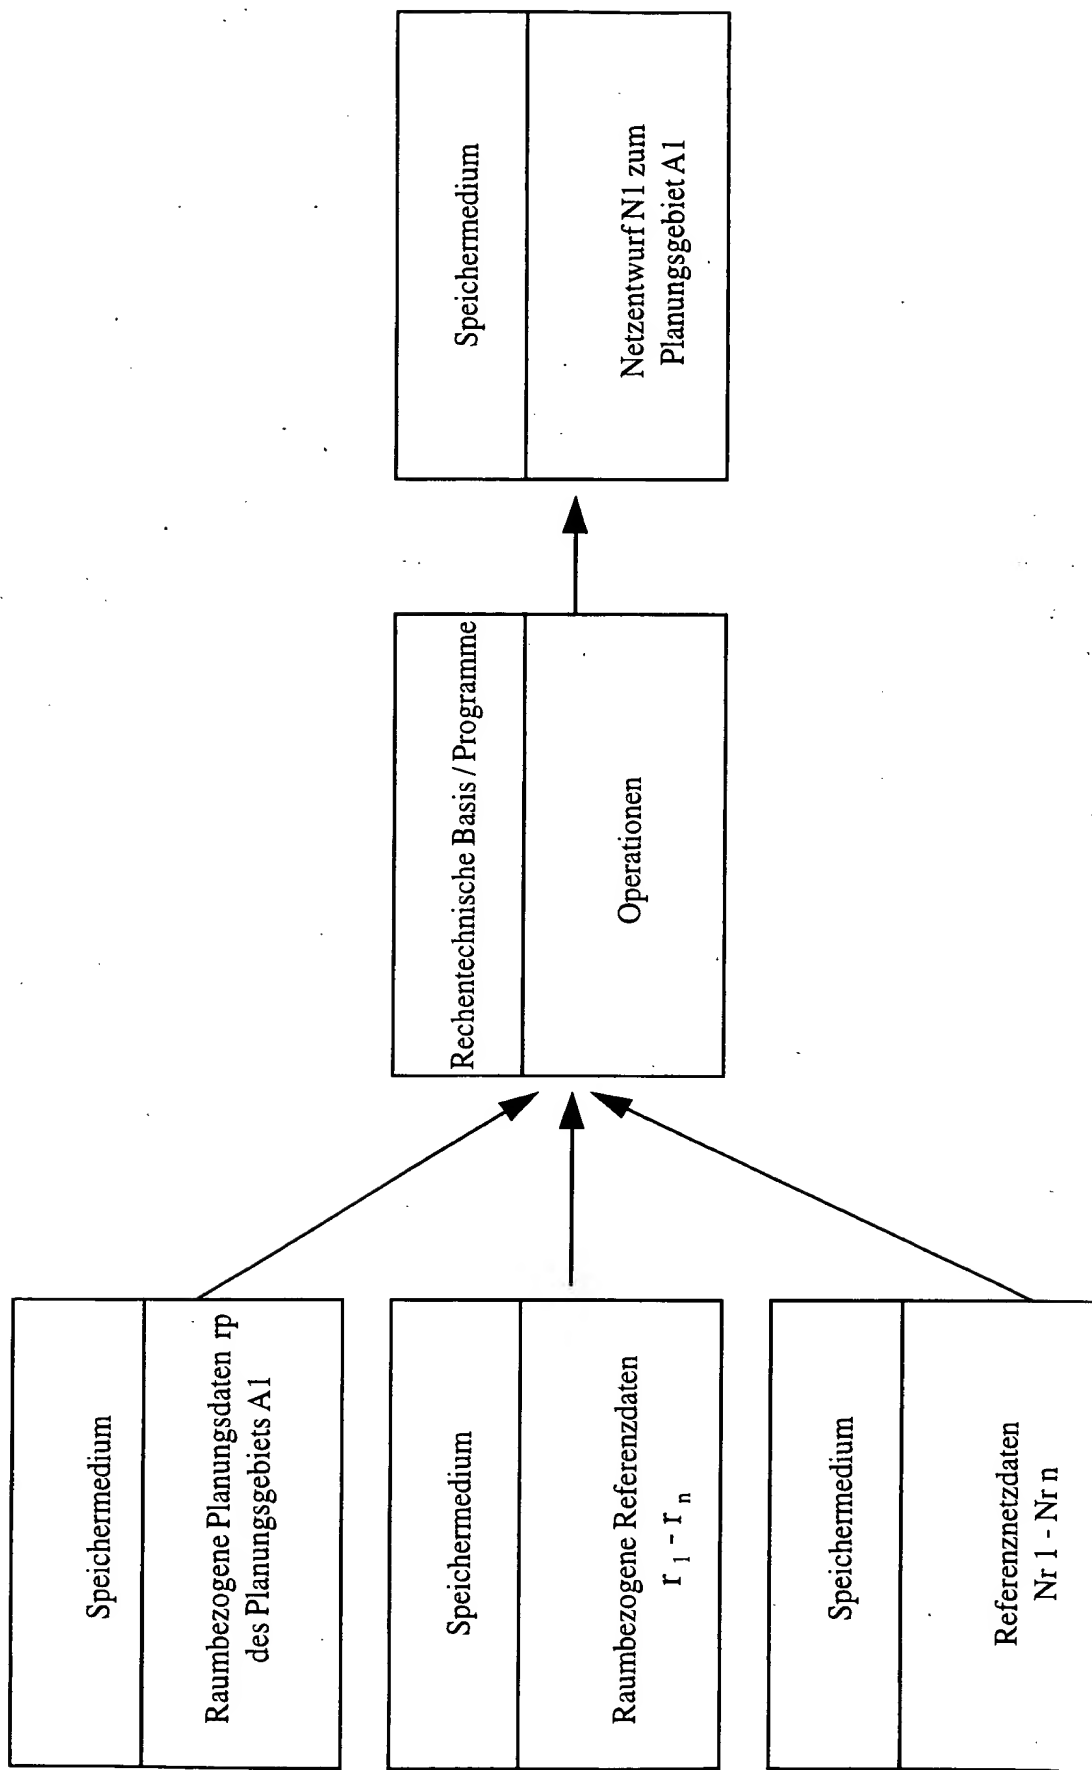 Speichermedium
Raumbezogene Planungsdaten rp
des Planungsgebiets A1
Speichermedium
Raumbezogene Referenzdaten
r 1 - r n
Speichermedium
Referenznetzdaten
Nr 1 - Nr n
Rechentechnische Basis / Programme
Operationen
Speichermedium
Netzentwurf N1 zum
Planungsgebiet A1